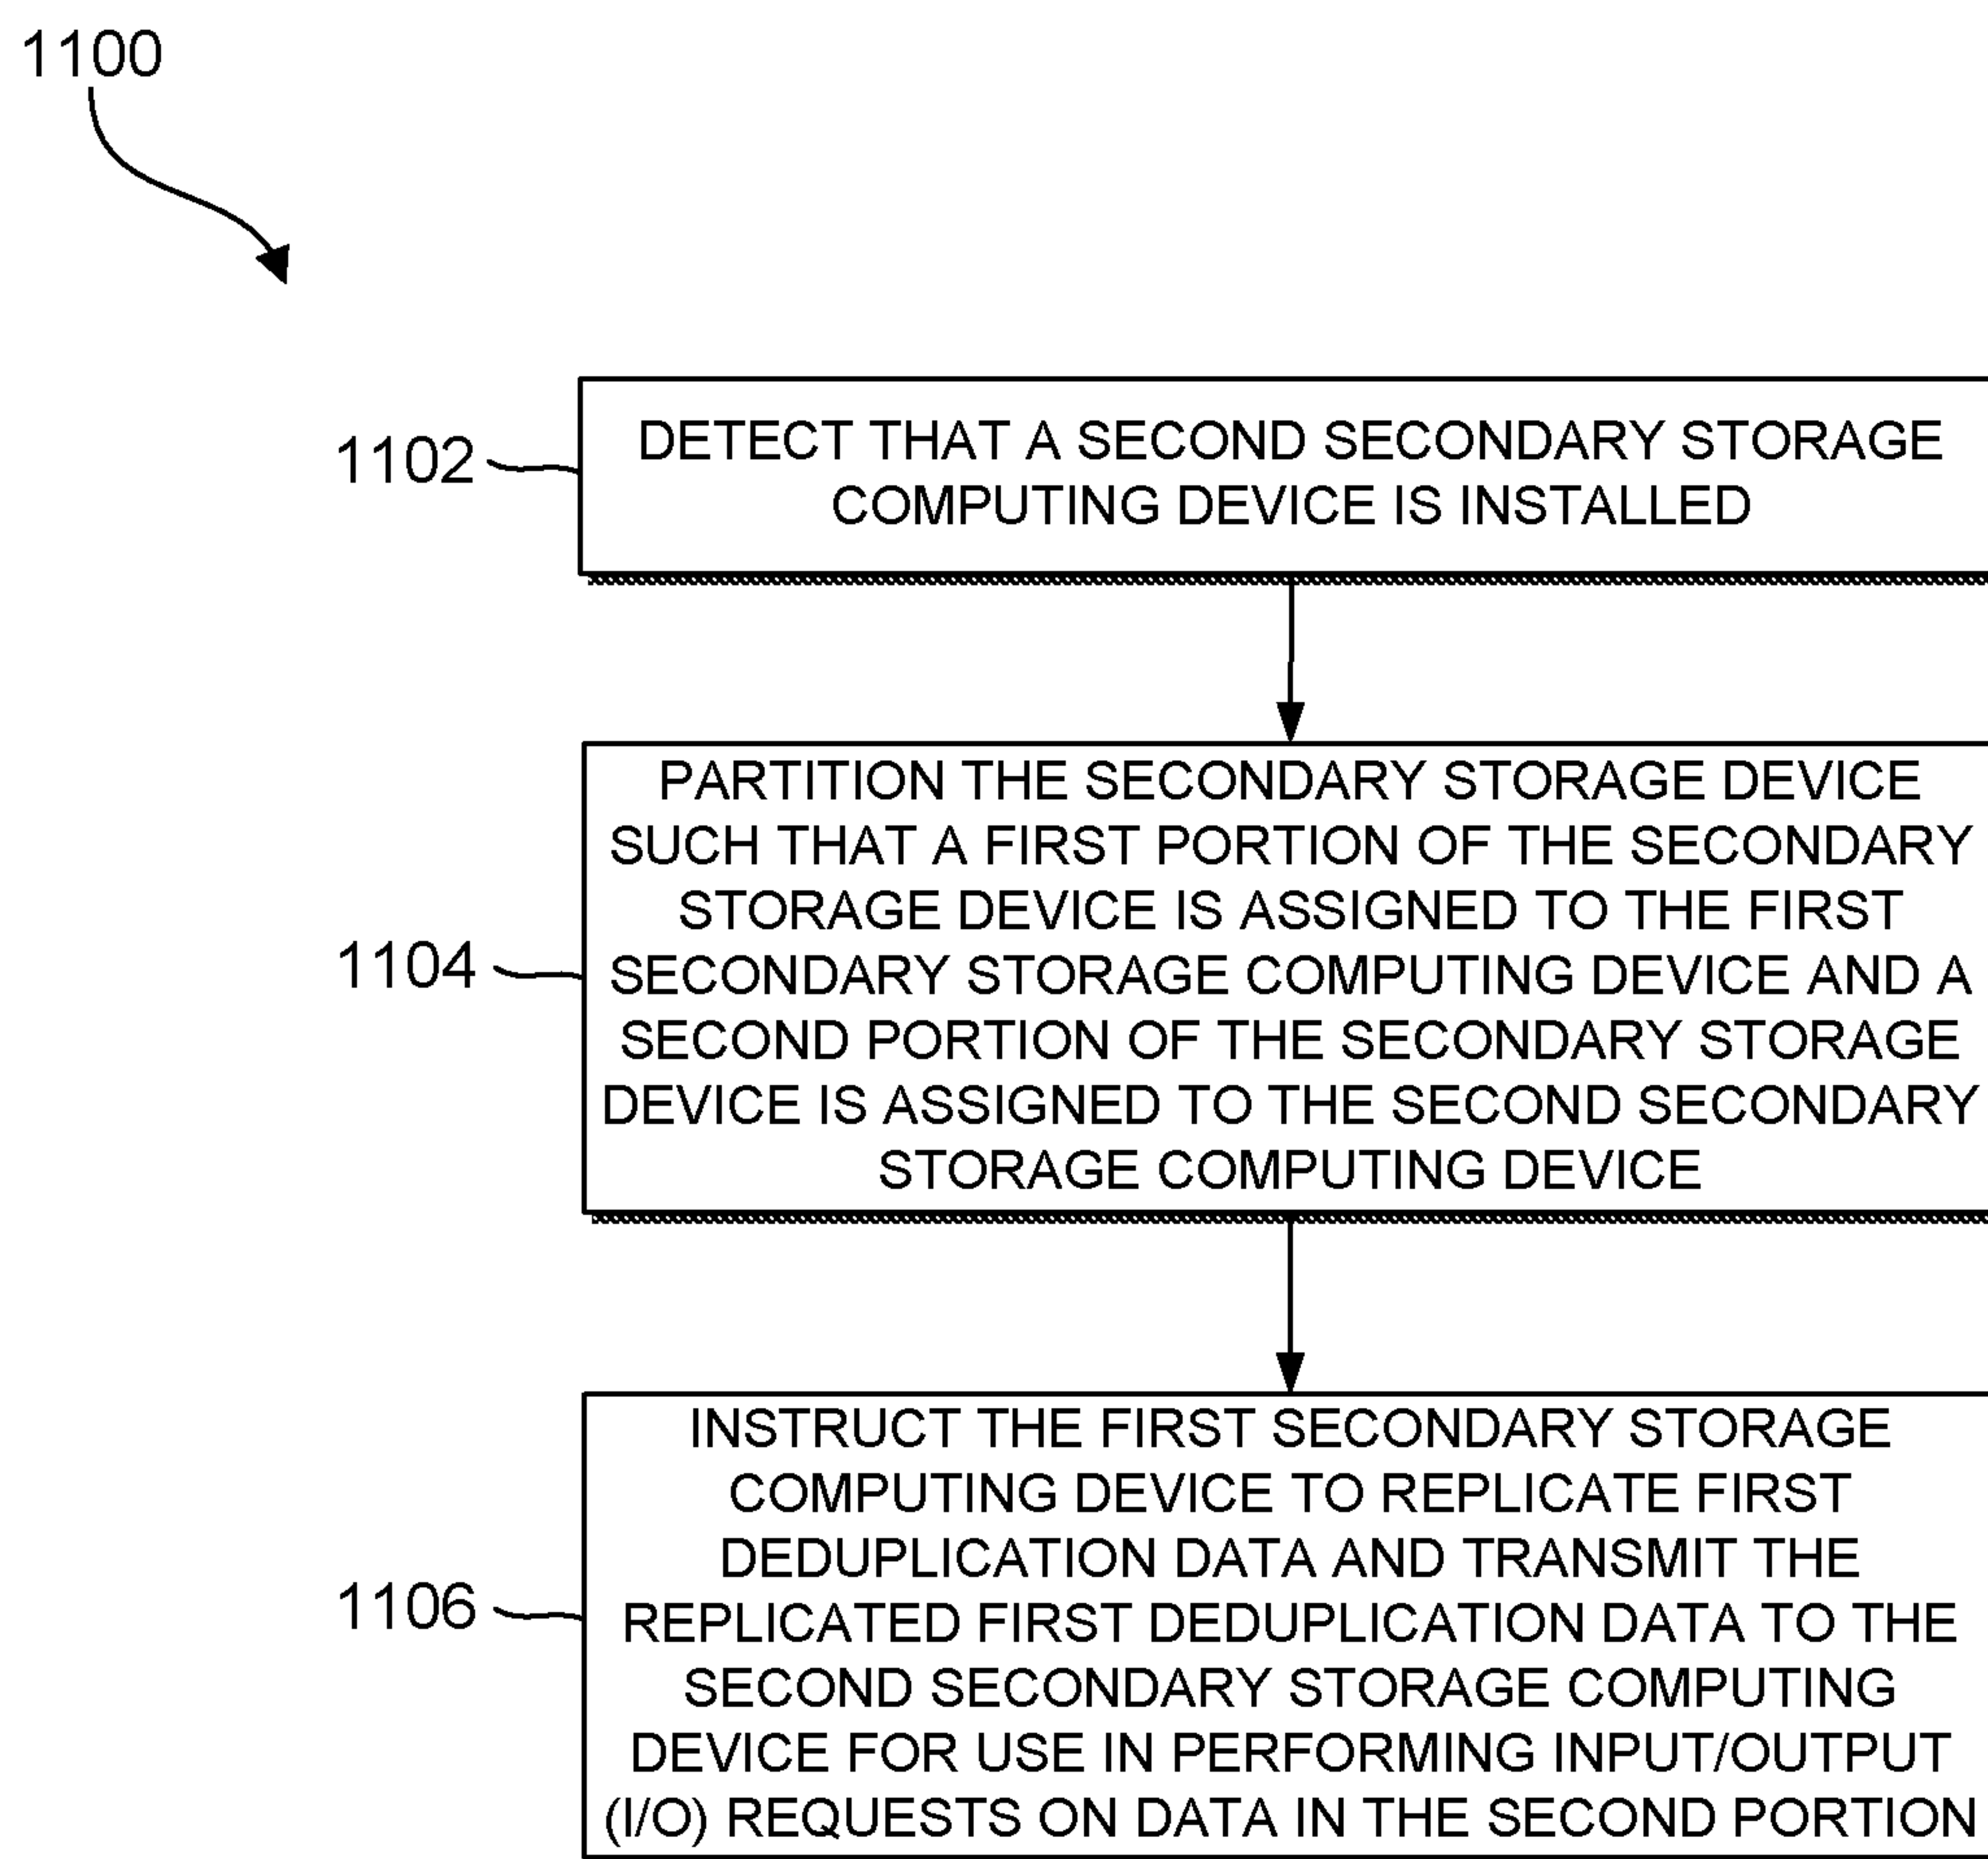 1100
1102
DETECT THAT A SECOND SECONDARY STORAGE
COMPUTING DEVICE IS INSTALLED
1104
PARTITION THE SECONDARY STORAGE DEVICE
SUCH THAT A FIRST PORTION OF THE SECONDARY
STORAGE DEVICE IS ASSIGNED TO THE FIRST
SECONDARY STORAGE COMPUTING DEVICE AND A
SECOND PORTION OF THE SECONDARY STORAGE
DEVICE IS ASSIGNED TO THE SECOND SECONDARY
STORAGE COMPUTING DEVICE
1106
INSTRUCT THE FIRST SECONDARY STORAGE
COMPUTING DEVICE TO REPLICATE FIRST
DEDUPLICATION DATA AND TRANSMIT THE
REPLICATED FIRST DEDUPLICATION DATA TO THE
SECOND SECONDARY STORAGE COMPUTING
DEVICE FOR USE IN PERFORMING INPUT/OUTPUT
(I/O) REQUESTS ON DATA IN THE SECOND PORTION